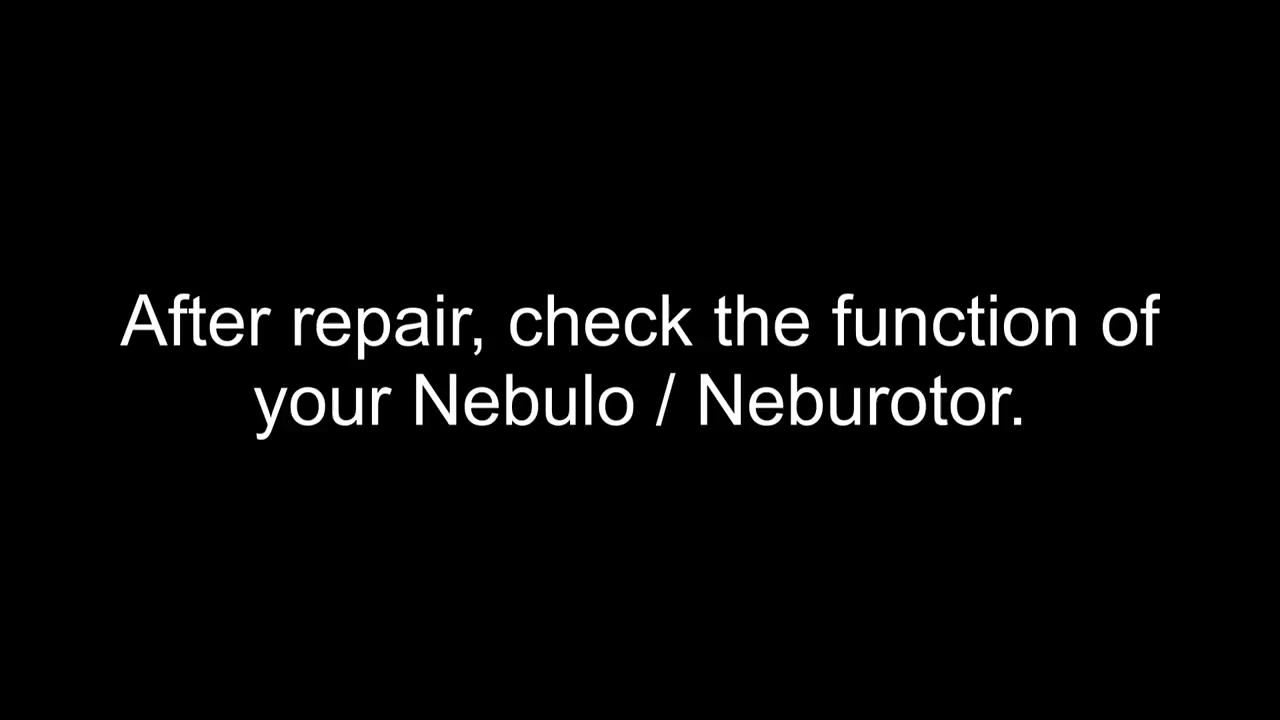 After repair, check the function of
your Nebulo / Neburotor.